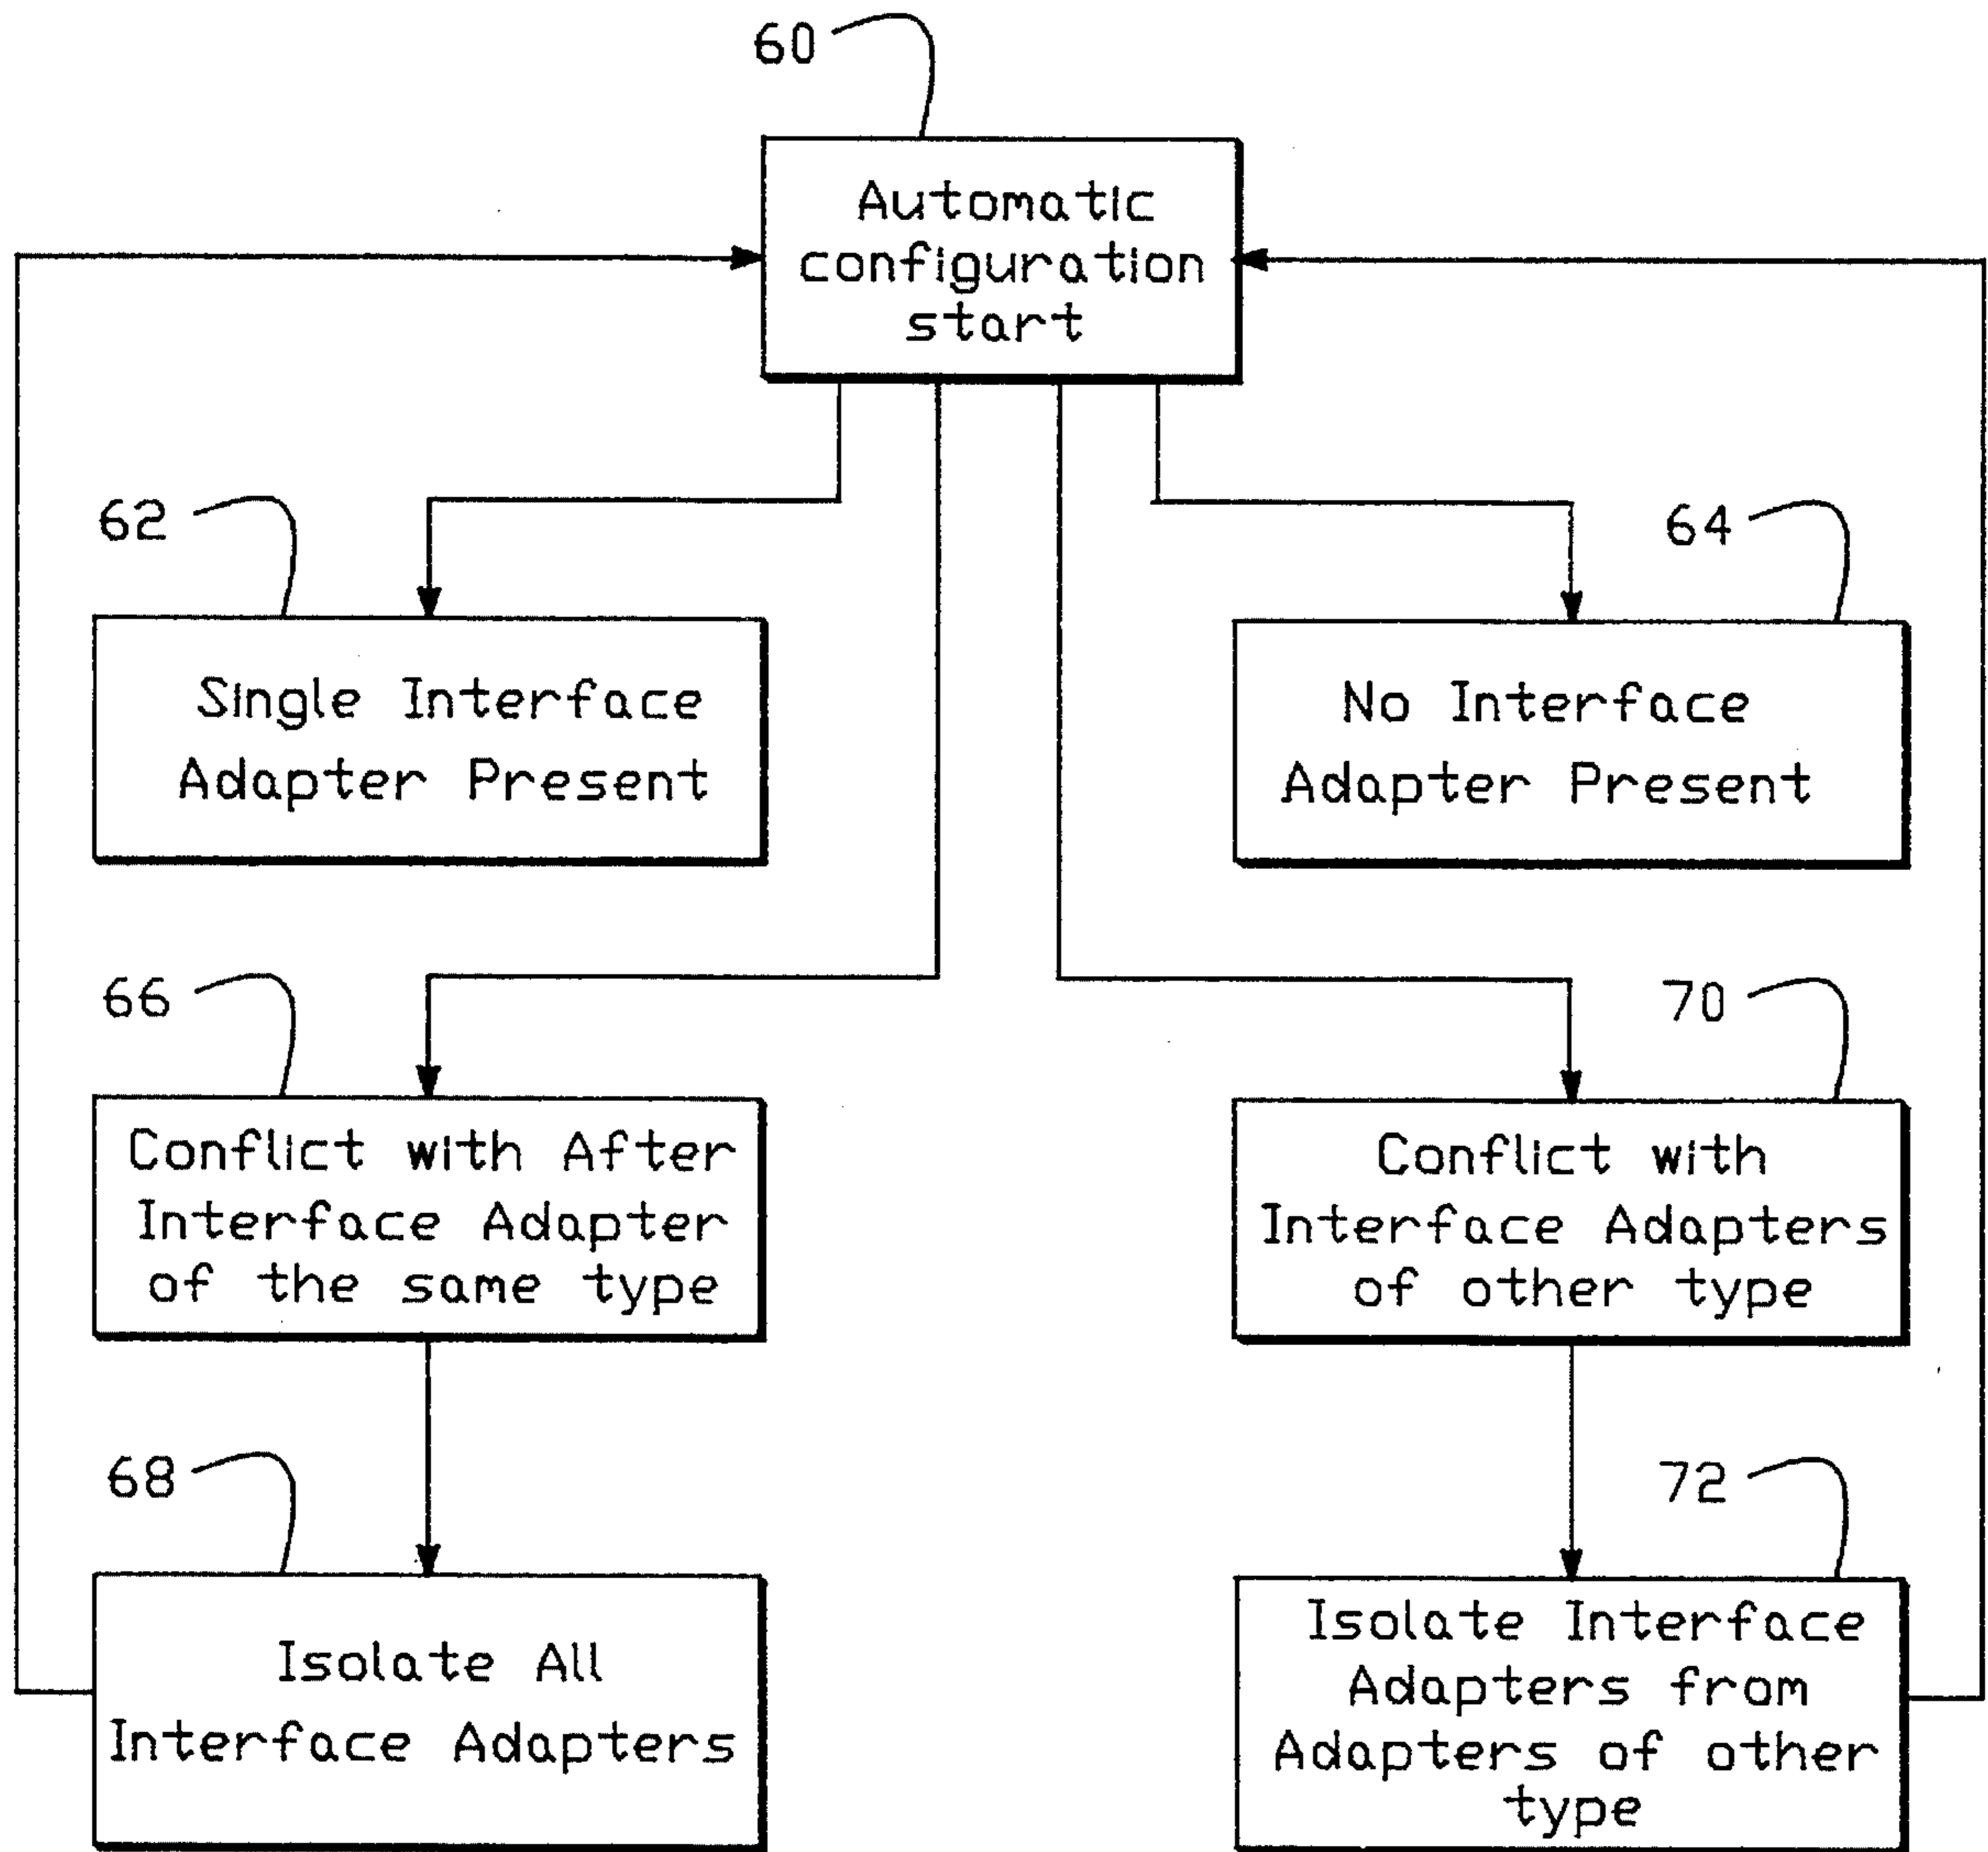 60
Automatic
configuration
start
62
Single Interface
Adapter Present
64
No Interface
Adapter Present
66
Conflict with After
Interface Adapter
of the same type
70
Conflict with
Interface Adapters
of other type
68
Isolate All
Interface Adapters
72
Isolate Interface
Adapters from
Adapters of other
type